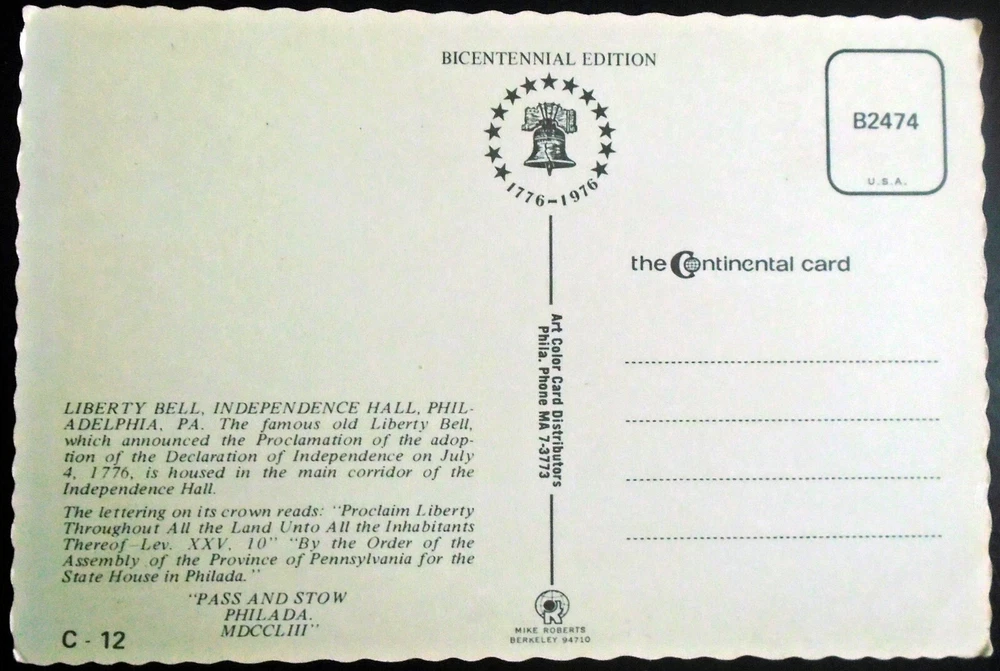 BICENTENNIAL EDITION
1776-1976
B2474
U.S.A.
the Continental card
Art Color Card Distributors
Phila. Phone MA 7-3773
LIBERTY BELL, INDEPENDENCE HALL, PHIL-
ADELPHIA, PA. The famous old Liberty Bell,
which announced the Proclamation of the adop-
tion of the Declaration of Independence on July
4, 1776, is housed in the main corridor of the
Independence Hall.
The lettering on its crown reads: "Proclaim Liberty
Throughout All the Land Unto All the Inhabitants
Thereof—Lev. XXV, 10" "By the Order of the
Assembly of the Province of Pennsylvania for the
State House in Philada."
"PASS AND STOW
PHILADA.
MDCCLIII"
C - 12
MIKE ROBERTS
BERKELEY 94710